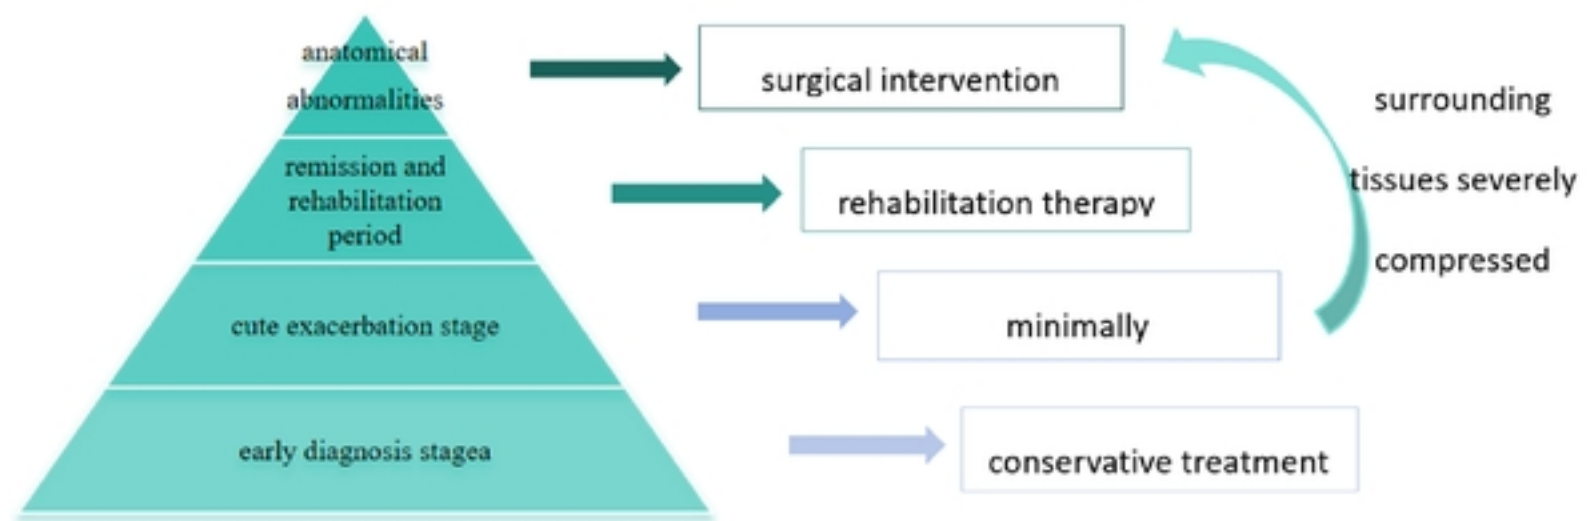 anatomical
abnormalities
surgical intervention
surrounding
tissues severely
compressed
remission and
rehabilitation
period
rehabilitation therapy
cute exacerbation stage
minimally
early diagnosis stagea
conservative treatment